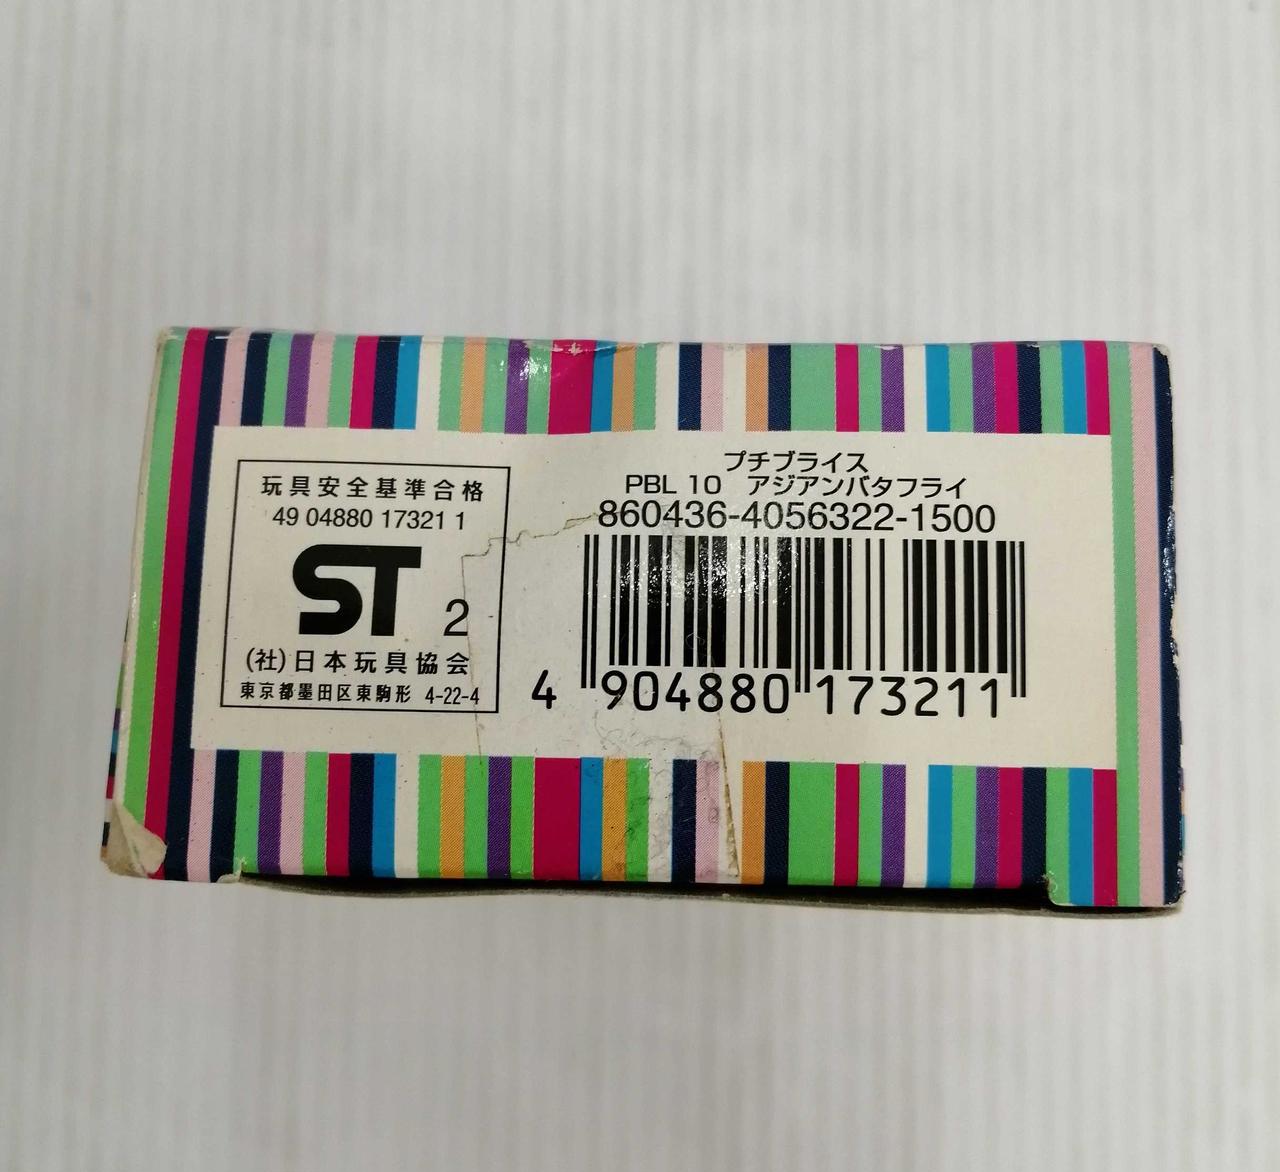 玩具安全基準合格
49 04880 17321 1
ST 2
(社)日本玩具協会
東京都墨田区東駒形 4-22-4
プチブライス
PBL 10 アジアンバタフライ
860436-4056322-1500
4 904880 173211